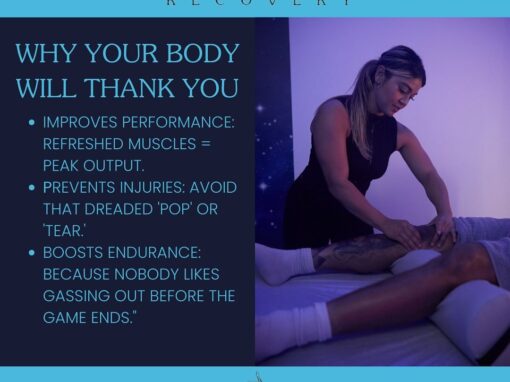 RECOVERY
WHY YOUR BODY
WILL THANK YOU
• IMPROVES PERFORMANCE:
REFRESHED MUSCLES =
PEAK OUTPUT.
• PREVENTS INJURIES: AVOID
THAT DREADED 'POP' OR
'TEAR.'
• BOOSTS ENDURANCE:
BECAUSE NOBODY LIKES
GASSING OUT BEFORE THE
GAME ENDS."